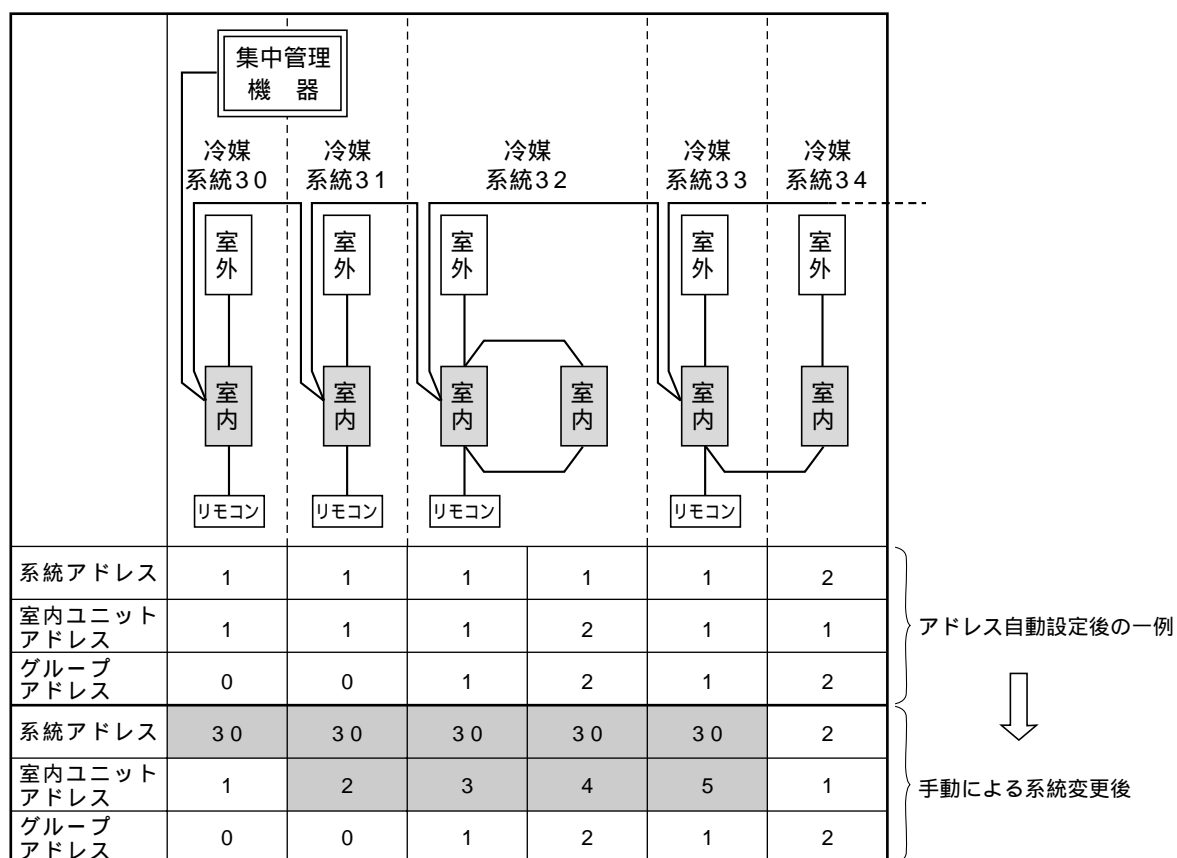 集中管理
機 器
冷媒
系統30
冷媒
系統31
冷媒
系統32
冷媒
系統33
冷媒
系統34
室外
室外
室外
室外
室外
室内
室内
室内
室内
室内
室内
リモコン
リモコン
リモコン
リモコン
系統アドレス 1 1 1 1 1 2
室内ユニット
アドレス 1 1 1 2 1 1
グループ
アドレス 0 0 1 2 1 2
アドレス自動設定後の一例
系統アドレス 30 30 30 30 30 2
室内ユニット
アドレス 1 2 3 4 5 1
グループ
アドレス 0 0 1 2 1 2
手動による系統変更後